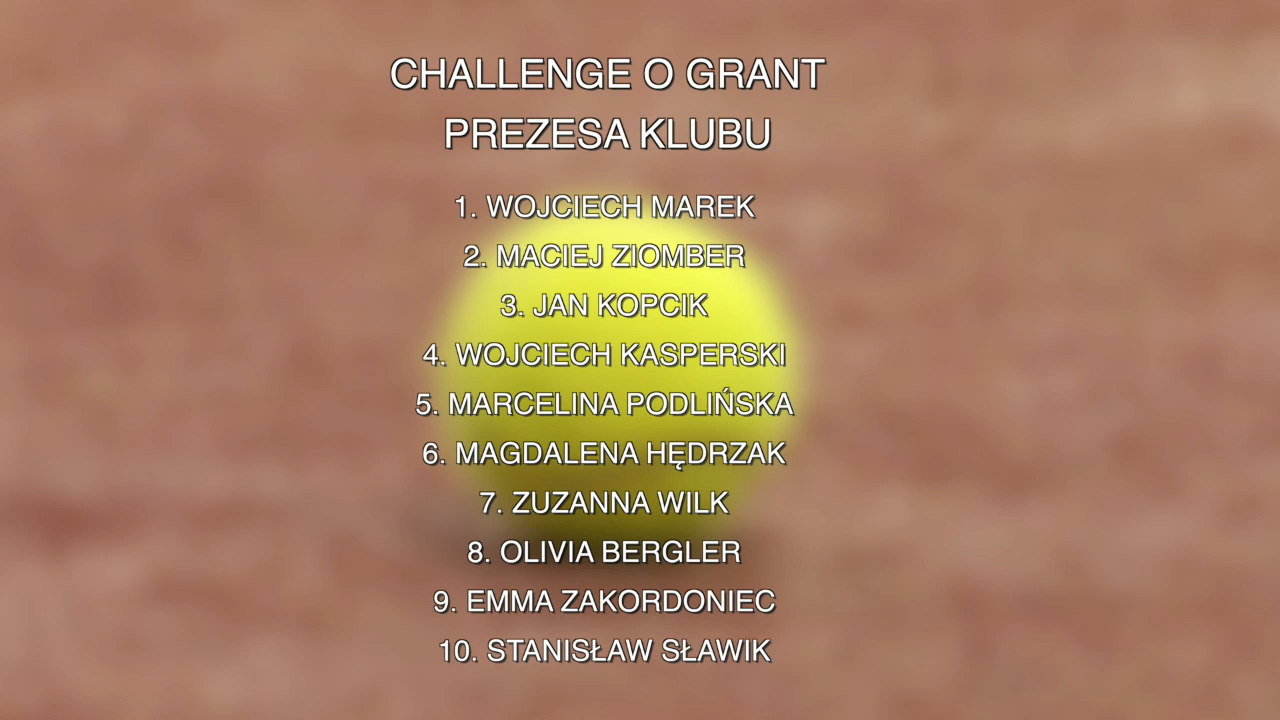 CHALLENGE O GRANT
PREZESA KLUBU
1. WOJCIECH MAREK
2. MACIEJ ZIOMBER
3. JAN KOPCIK
4. WOJCIECH KASPERSKI
5. MARCELINA PODLIŃSKA
6. MAGDALENA HĘDRZAK
7. ZUZANNA WILK
8. OLIVIA BERGLER
9. EMMA ZAKORDONIEC
10. STANISŁAW SŁAWIK